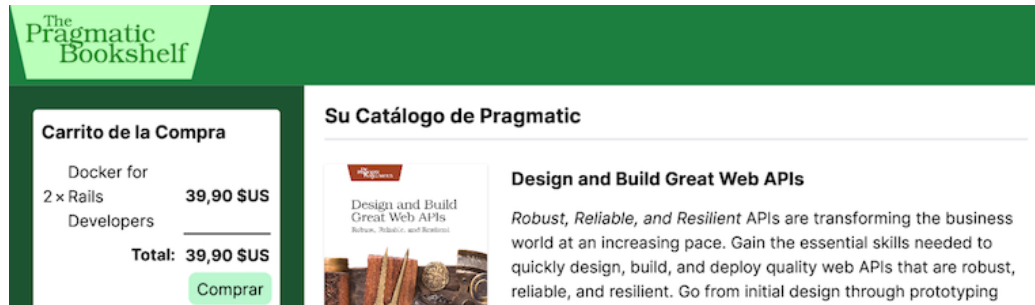 The
Pragmatic
Bookshelf
Carrito de la Compra
Docker for
2 × Rails 39,90 $US
Developers
Total: 39,90 $US
Comprar
Su Catálogo de Pragmatic
Design and Build
Great Web APIs
Robust, Reliable, and Resilient
Design and Build Great Web APIs
Robust, Reliable, and Resilient APIs are transforming the business
world at an increasing pace. Gain the essential skills needed to
quickly design, build, and deploy quality web APIs that are robust,
reliable, and resilient. Go from initial design through prototyping